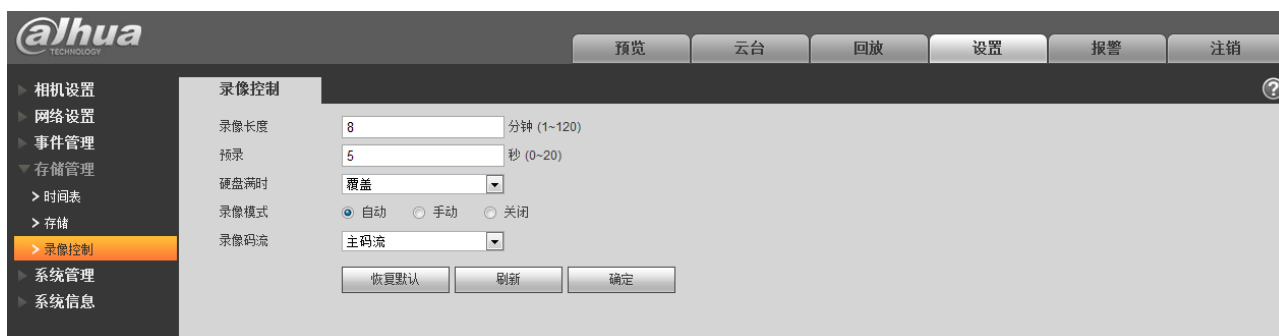 alhua
TECHNOLOGY
预览 云台 回放 设置 报警 注销
相机设置
网络设置
事件管理
存储管理
时间表
存储
录像控制
系统管理
系统信息
录像控制
录像长度 8 分钟 (1~120)
预录 5 秒 (0~20)
硬盘满时 覆盖
录像模式 自动 手动 关闭
录像码流 主码流
恢复默认 刷新 确定